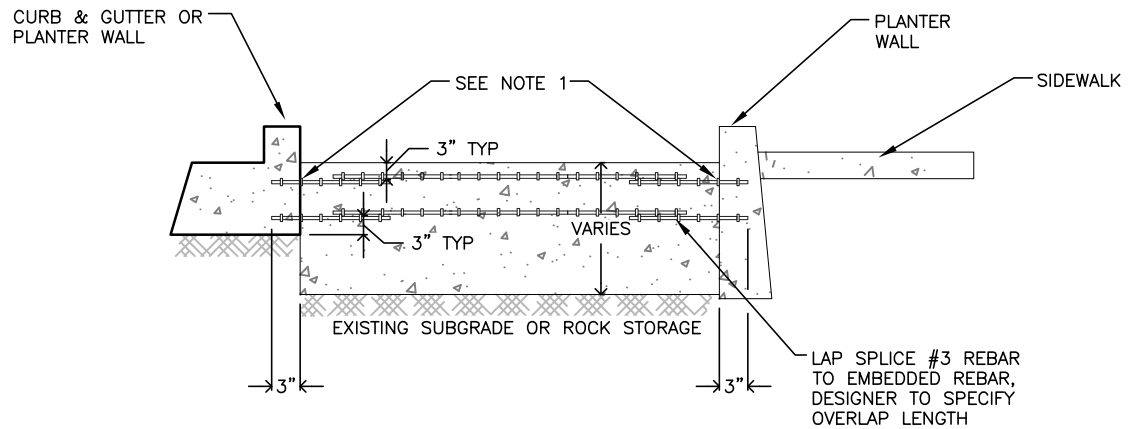 CURB & GUTTER OR
PLANTER WALL
PLANTER
WALL
SEE NOTE 1
SIDEWALK
3" TYP
3" TYP
VARIES
EXISTING SUBGRADE OR ROCK STORAGE
3"
3"
LAP SPLICE #3 REBAR
TO EMBEDDED REBAR,
DESIGNER TO SPECIFY
OVERLAP LENGTH